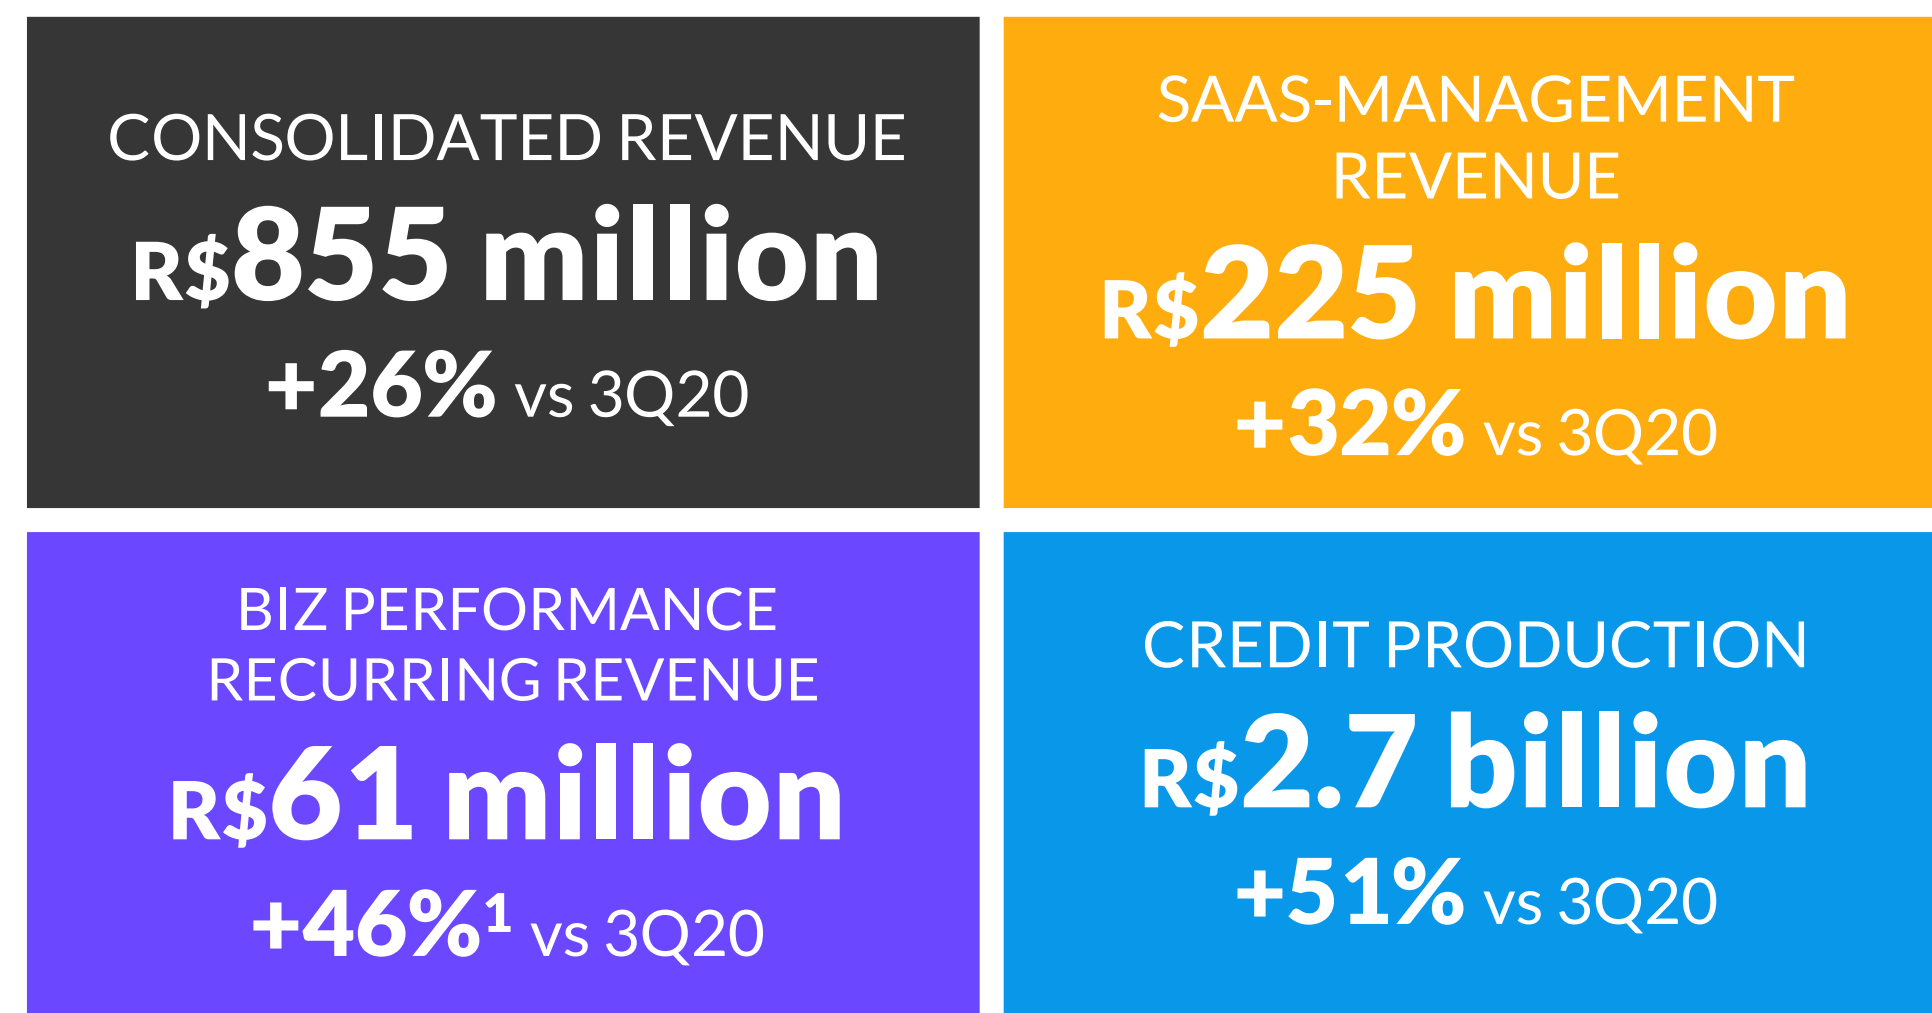 CONSOLIDATED REVENUE
R$855 million
+26% vs 3Q20
SAAS-MANAGEMENT
REVENUE
R$225 million
+32% vs 3Q20
BIZ PERFORMANCE
RECURRING REVENUE
R$61 million
+46%¹ vs 3Q20
CREDIT PRODUCTION
R$2.7 billion
+51% vs 3Q20